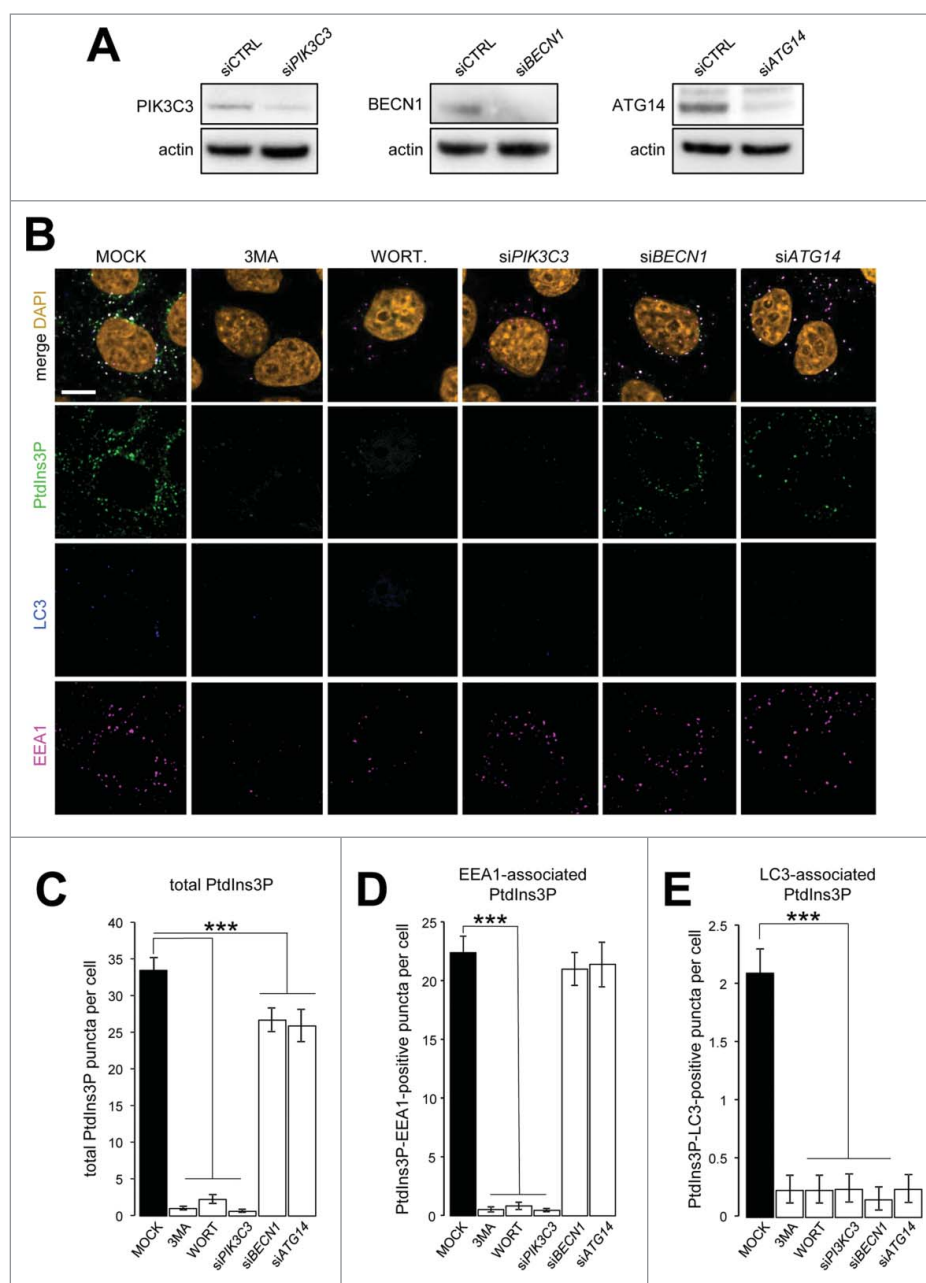 A
siCTRL siPIK3C3
PIK3C3
actin
siCTRL siBECN1
BECN1
actin
siCTRL siATG14
ATG14
actin
B
MOCK 3MA WORT. siPIK3C3 siBECN1 siATG14
merge DAPI
PtdIns3P
LC3
EEA1
C
total PtdIns3P
total PtdIns3P puncta per cell
40
35
30
25
20
15
10
5
0
***
MOCK 3MA WORT siPIK3C3 siBECN1 siATG14
D
EEA1-associated
PtdIns3P
PtdIns3P-EEA1-positive puncta per cell
25
20
15
10
5
0
***
MOCK 3MA WORT siPIK3C3 siBECN1 siATG14
E
LC3-associated
PtdIns3P
PtdIns3P-LC3-positive puncta per cell
2.5
2
1.5
1
0.5
0
***
MOCK 3MA WORT siPI3KC3 siBECN1 siATG14